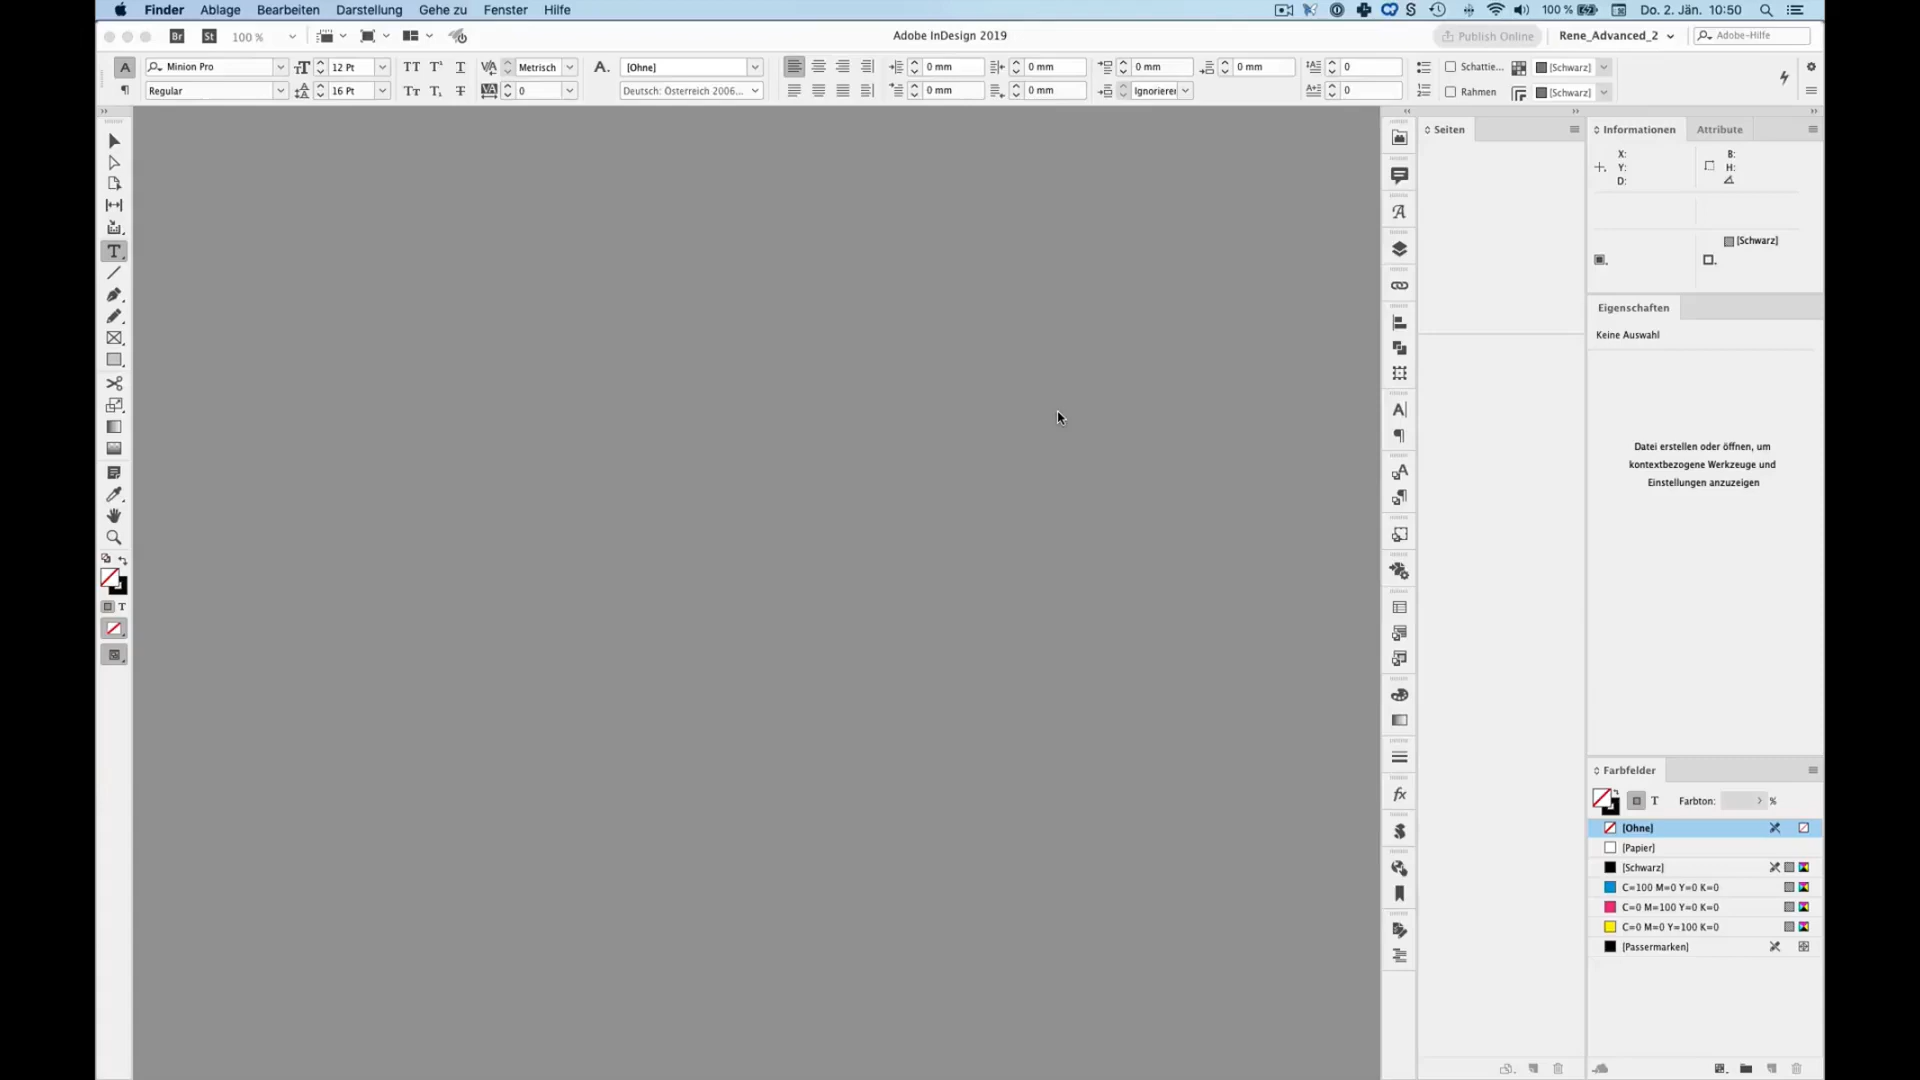 Finder Ablage Bearbeiten Darstellung Gehe zu Fenster Hilfe 100 % Do. 2. Jän. 10:50
Br St 100 % Adobe InDesign 2019 Publish Online Rene_Advanced_2 Adobe-Hilfe
A Minion Pro 12 Pt Metrisch A. [Ohne] 0 mm 0 mm 0 mm 0 mm 0 Schattie... [Schwarz]
Regular 16 Pt 0 Deutsch: Österreich 2006... 0 mm 0 mm Ignorieren 0 Rahmen [Schwarz]
Seiten
Informationen Attribute
X: B:
Y: H:
D:
[Schwarz]
Eigenschaften
Keine Auswahl
Datei erstellen oder öffnen, um
kontextbezogene Werkzeuge und
Einstellungen anzuzeigen
Farbfelder
T Farbton: %
[Ohne]
[Papier]
[Schwarz]
C=100 M=0 Y=0 K=0
C=0 M=100 Y=0 K=0
C=0 M=0 Y=100 K=0
[Passermarken]